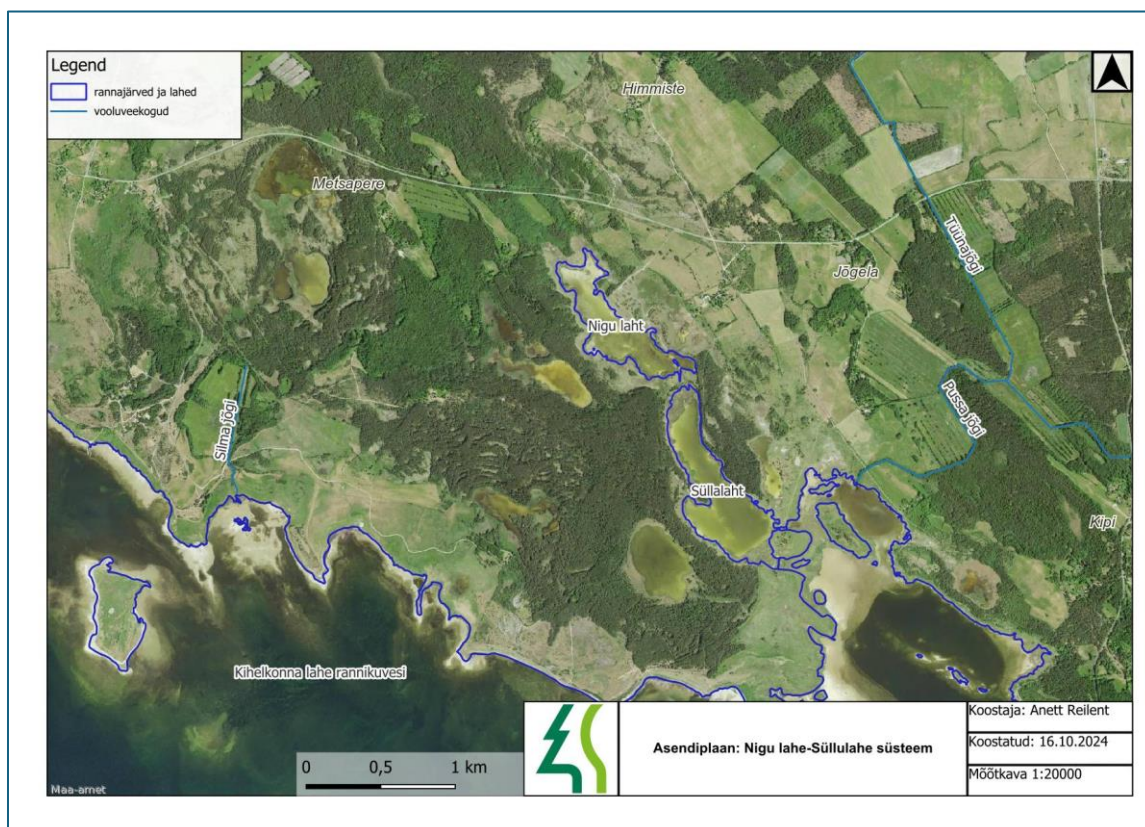 Legend
rannajärved ja lahed
vooluveekogud
Himmiste
Metsapere
Tüünajõgi
Jõgela
Nigu laht
Pussa jõgi
Silma jõgi
Süllalaht
Kipi
Kihelkonna lahe rannikuvesi
0 0,5 1 km
Maa-amet
Asendiplaan: Nigu lahe-Süllulahe süsteem
Koostaja: Anett Reilent
Koostatud: 16.10.2024
Mõõtkava 1:20000